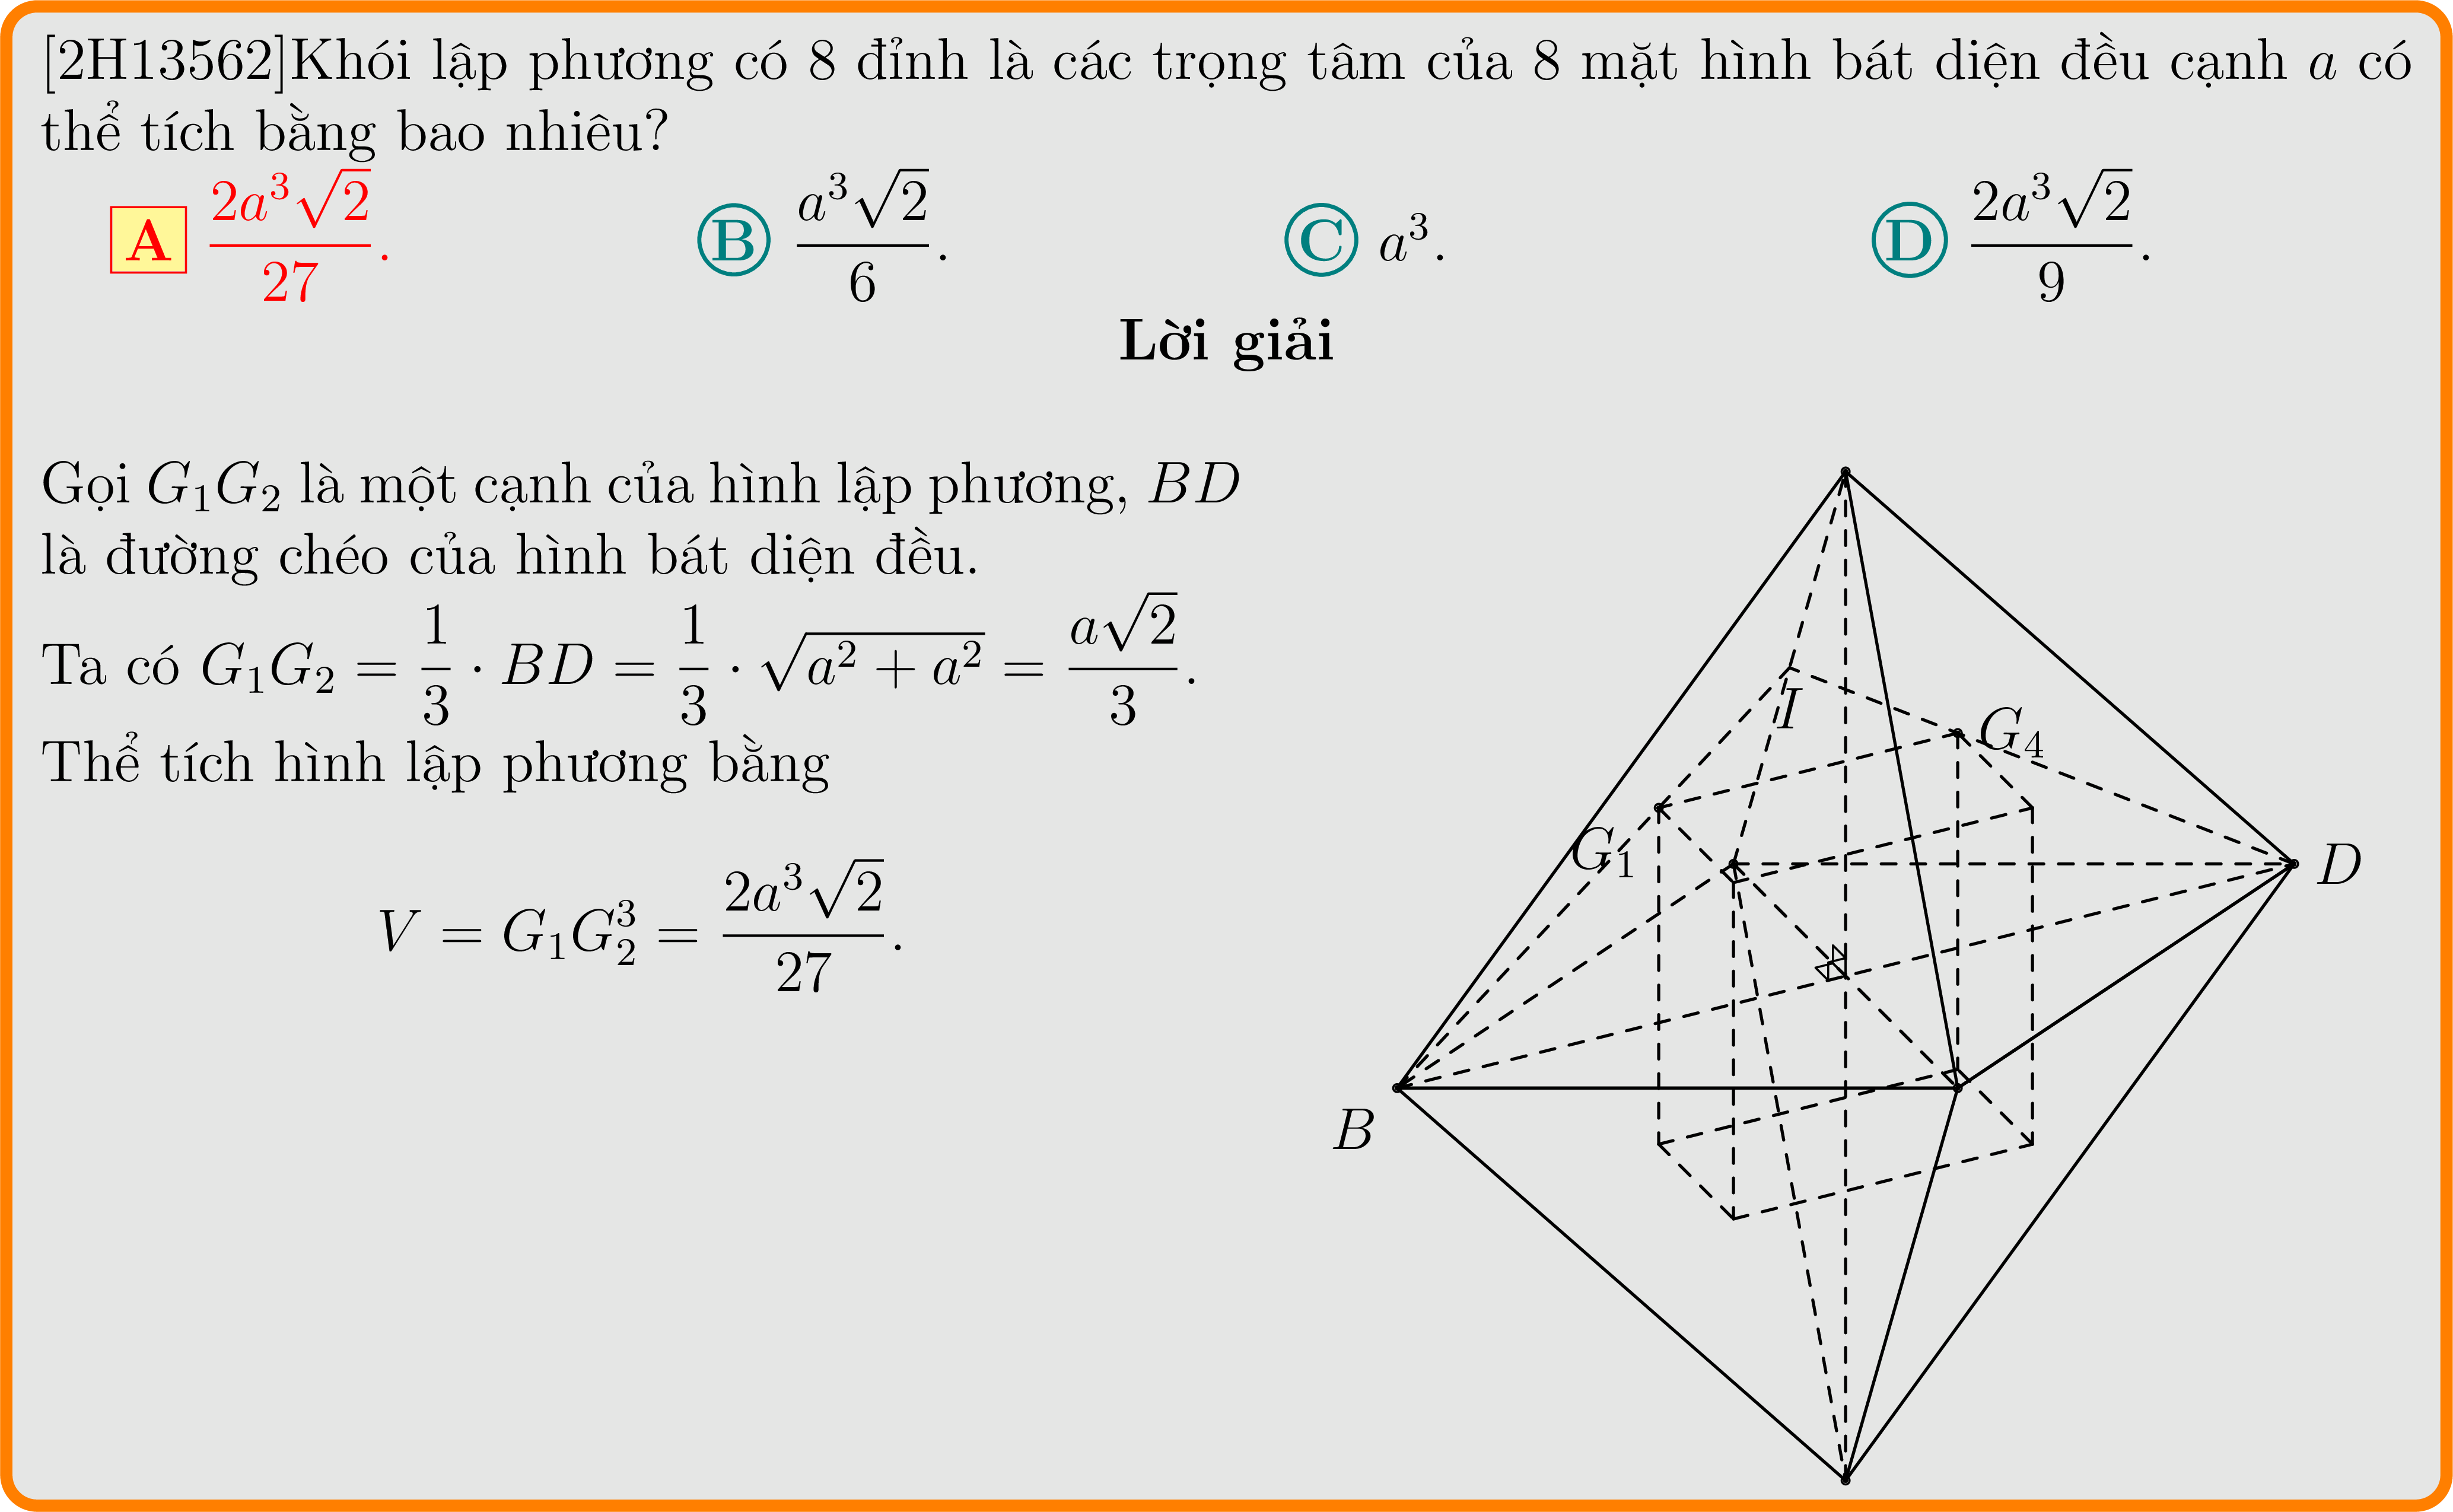 [2H13562]Khói lập phương có 8 đỉnh là các trọng tâm của 8 mặt hình bát diện đều cạnh $a$ có
thể tích bằng bao nhiêu?
A $\frac{2a^3\sqrt{2}}{27}$. B $\frac{a^3\sqrt{2}}{6}$. C $a^3$. D $\frac{2a^3\sqrt{2}}{9}$.
Lời giải
Gọi $G_1G_2$ là một cạnh của hình lập phương, $BD$
là đường chéo của hình bát diện đều.
Ta có $G_1G_2 = \frac{1}{3} \cdot BD = \frac{1}{3} \cdot \sqrt{a^2 + a^2} = \frac{a\sqrt{2}}{3}$.
Thể tích hình lập phương bằng
$V = G_1G_2^3 = \frac{2a^3\sqrt{2}}{27}$.
$I$
$G_4$
$G_1$
$D$
$B$